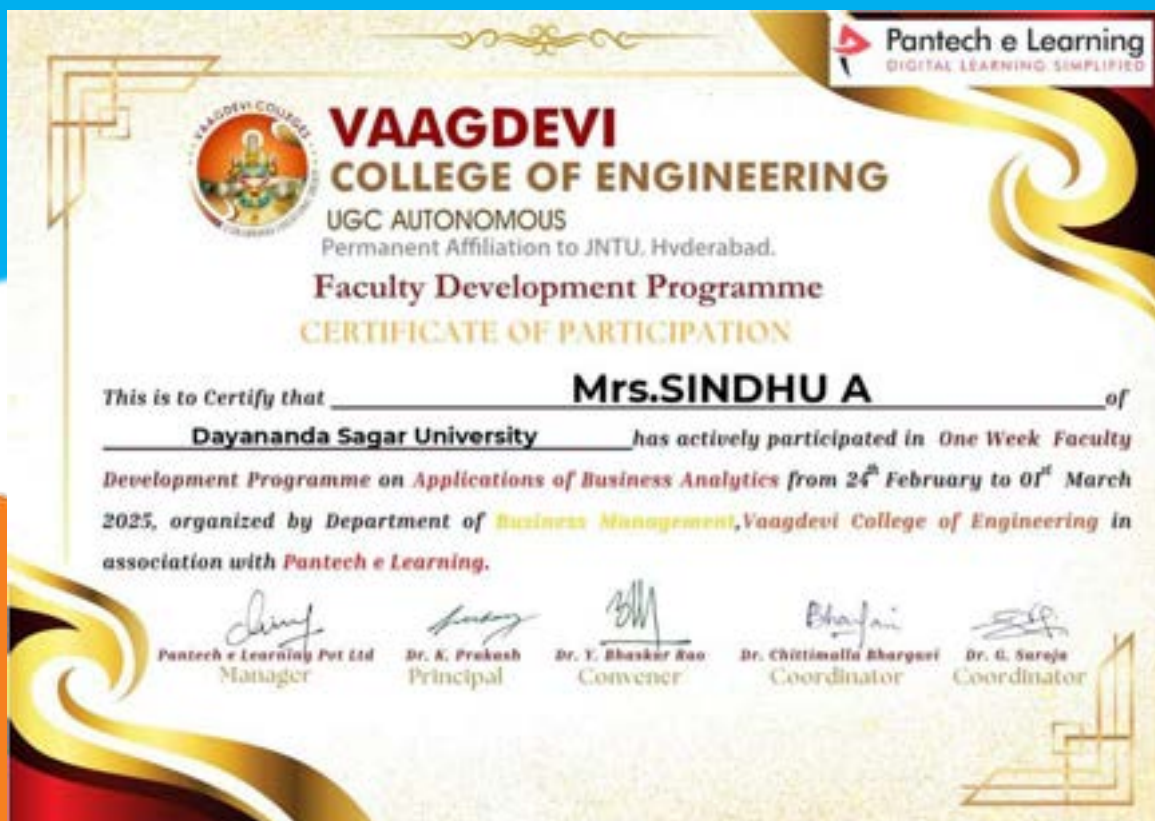 Pantech e Learning
DIGITAL LEARNING SIMPLIFIED
VAAGDEVI COLLEGES
VAAGDEVI
COLLEGE OF ENGINEERING
UGC AUTONOMOUS
Permanent Affiliation to JNTU. Hyderabad.
Faculty Development Programme
CERTIFICATE OF PARTICIPATION
This is to Certify that Mrs.SINDHU A of
Dayananda Sagar University has actively participated in One Week Faculty
Development Programme on Applications of Business Analytics from 24th February to 01st March
2025, organized by Department of Business Management,Vaagdevi College of Engineering in
association with Pantech e Learning.
Pantech e Learning Pvt Ltd Dr. K. Prakash Dr. Y. Bhaskar Rao Dr. Chittimalla Bhargavi Dr. G. Saroja
Manager Principal Convener Coordinator Coordinator